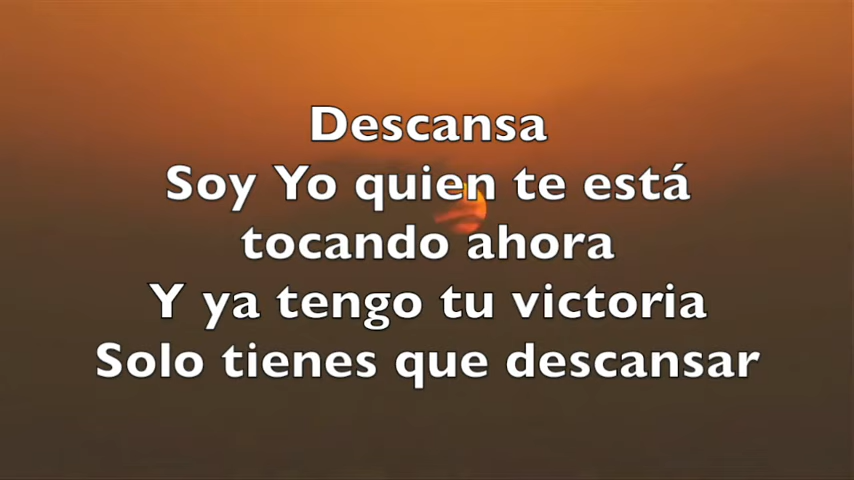 Descansa
Soy Yo quien te está
tocando ahora
Y ya tengo tu victoria
Solo tienes que descansar